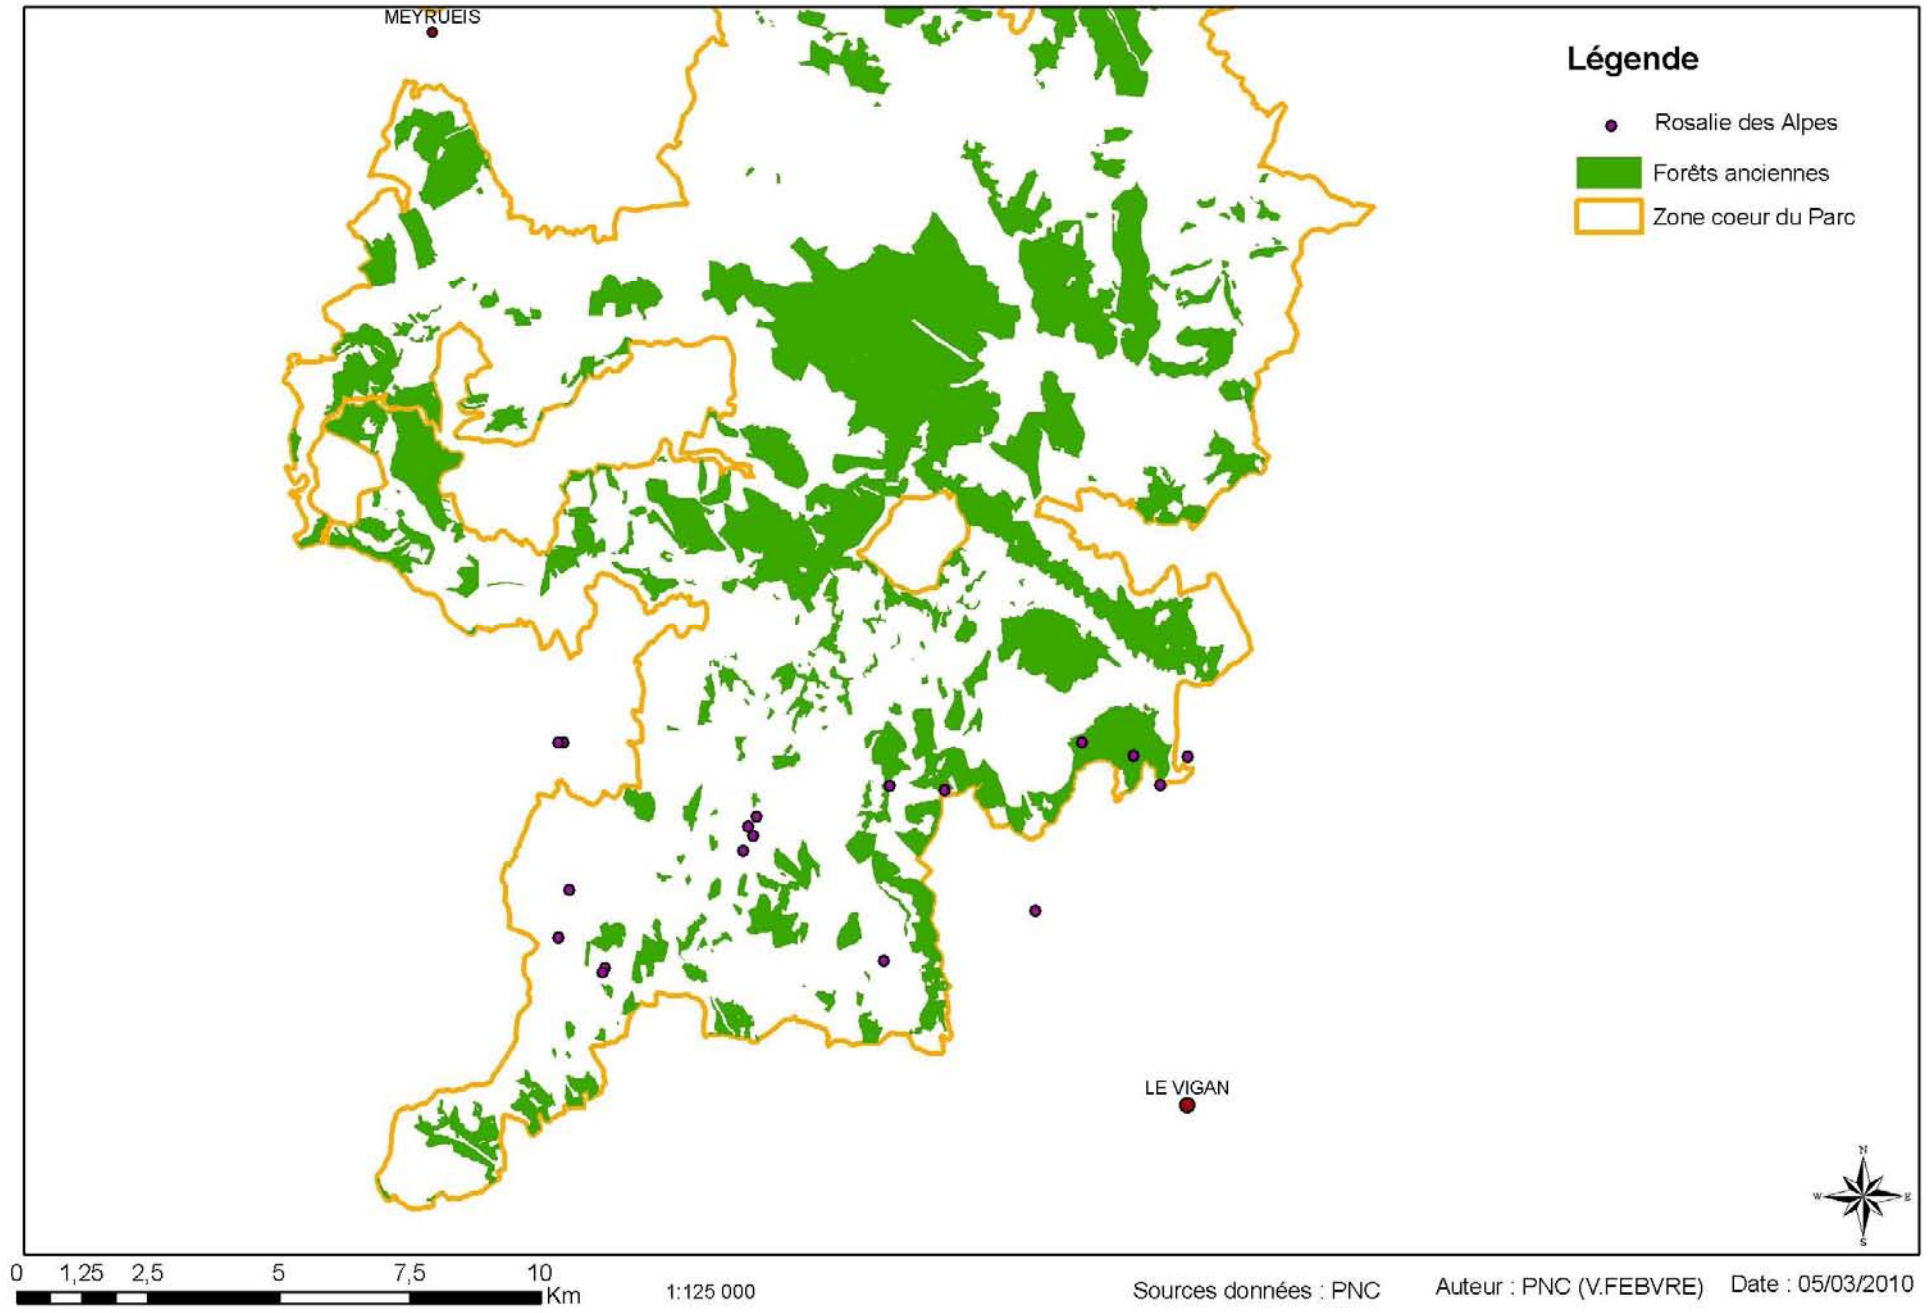 MEYRUEIS
Légende
Rosalie des Alpes
Forêts anciennes
Zone coeur du Parc
LE VIGAN
N
W E
S
0 1,25 2,5 5 7,5 10
Km
1:125 000
Sources données : PNC
Auteur : PNC (V.FEBVRE)
Date : 05/03/2010